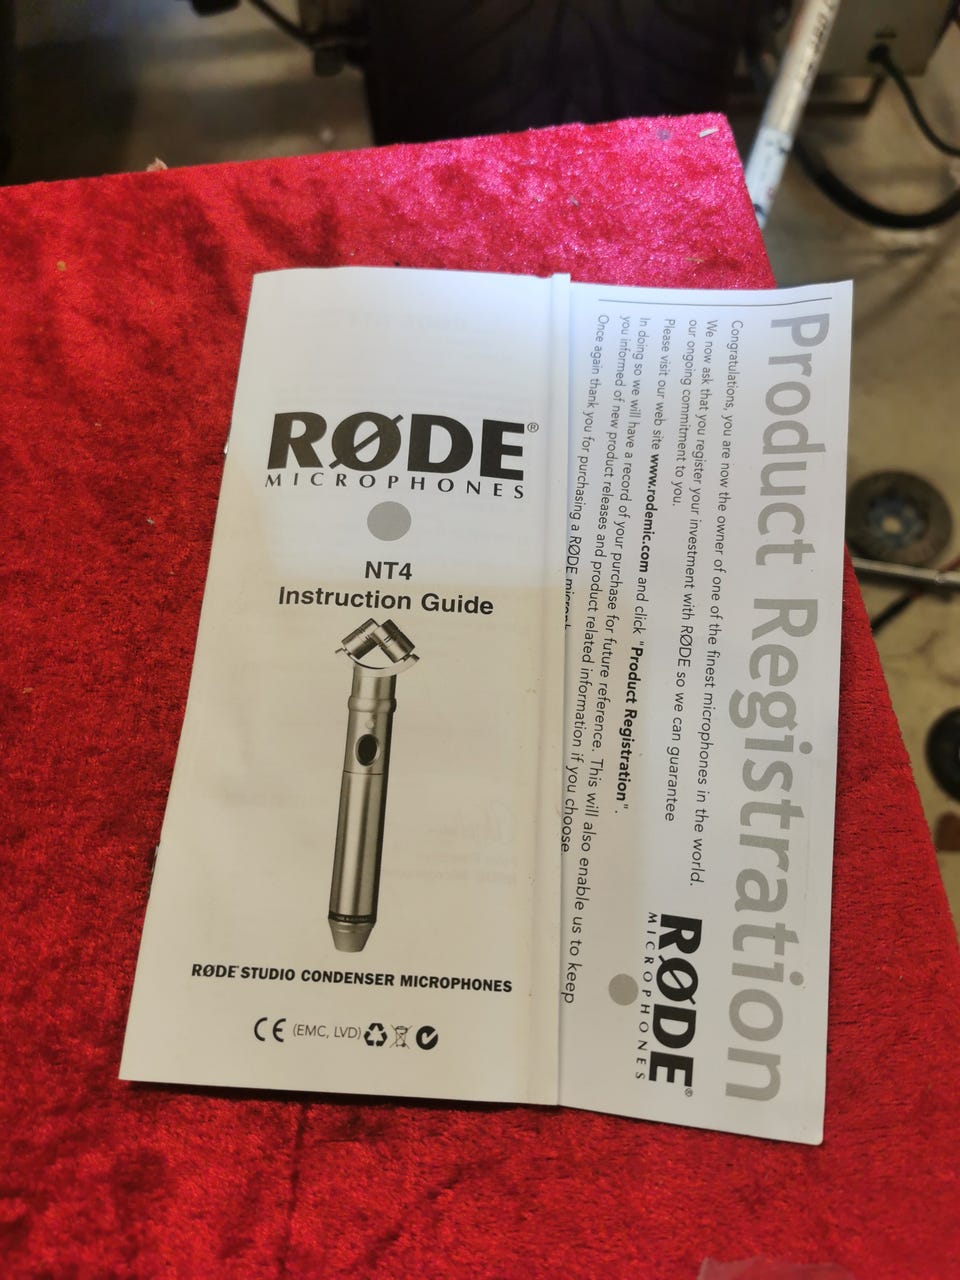 RØDE®
MICROPHONES
NT4
Instruction Guide
RØDE STUDIO CONDENSER MICROPHONES
CE (EMC, LVD)
Product Registration
Congratulations, you are now the owner of one of the finest microphones in the world.
We now ask that you register your investment with RØDE so we can guarantee
our ongoing commitment to you.
Please visit our web site www.rodemic.com and click "Product Registration".
In doing so we will have a record of your purchase for future reference. This will also enable us to keep
you informed of new product releases and product related information if you choose.
Once again thank you for purchasing a RØDE
RØDE®
MICROPHONES